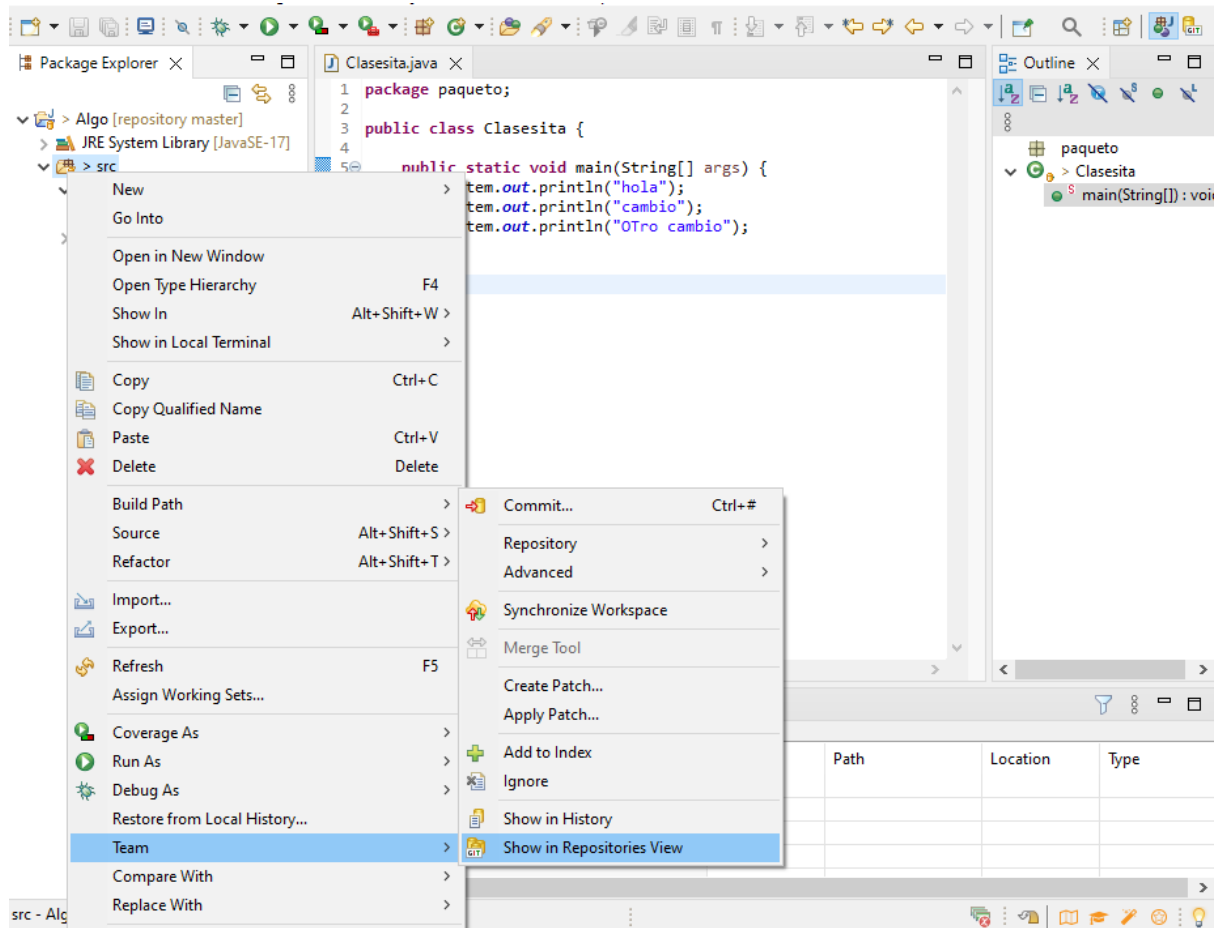 Package Explorer
> Algo [repository master]
JRE System Library [JavaSE-17]
> src
Clasesita.java
1 package paqueto;
2
3 public class Clasesita {
4
5 public static void main(String[] args) {
tem.out.println("hola");
tem.out.println("cambio");
tem.out.println("OTro cambio");
Outline
paqueto
> Clasesita
main(String[]) : voi
New
Go Into
Open in New Window
Open Type Hierarchy F4
Show In Alt+Shift+W >
Show in Local Terminal
Copy Ctrl+C
Copy Qualified Name
Paste Ctrl+V
Delete Delete
Build Path
Source Alt+Shift+S >
Refactor Alt+Shift+T >
Import...
Export...
Refresh F5
Assign Working Sets...
Coverage As
Run As
Debug As
Restore from Local History...
Team
Compare With
Replace With
Commit... Ctrl+#
Repository
Advanced
Synchronize Workspace
Merge Tool
Create Patch...
Apply Patch...
Add to Index
Ignore
Show in History
GIT Show in Repositories View
Path Location Type
src - Alg